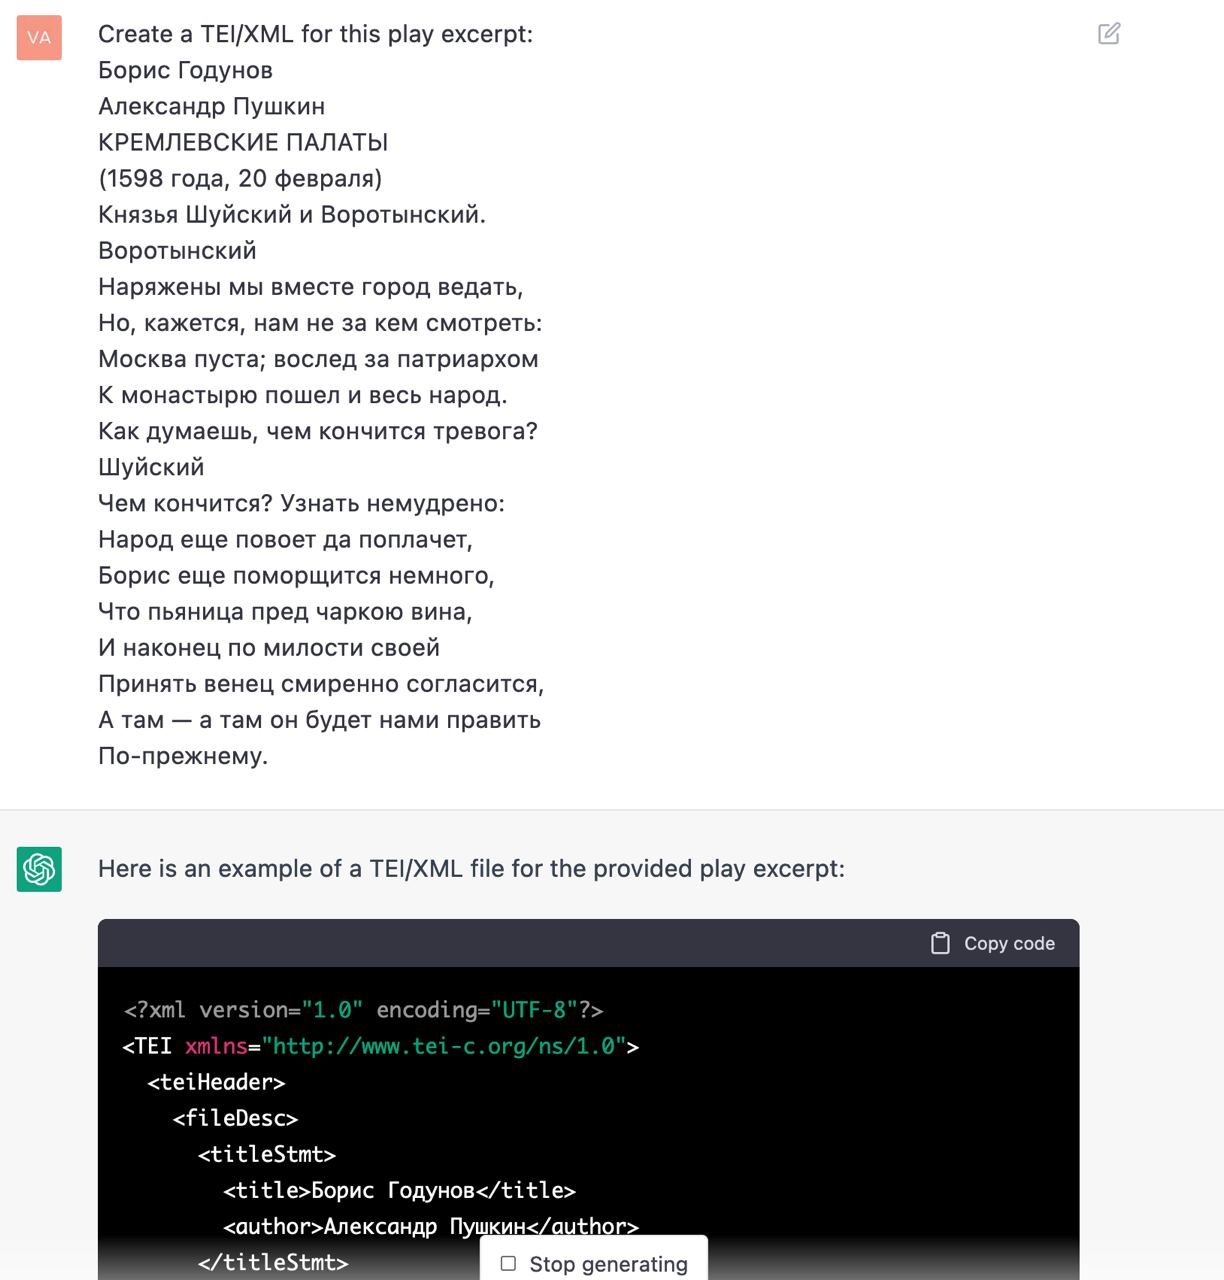 VA
Create a TEI/XML for this play excerpt:
Борис Годунов
Александр Пушкин
КРЕМЛЕВСКИЕ ПАЛАТЫ
(1598 года, 20 февраля)
Князья Шуйский и Воротынский.
Воротынский
Наряжены мы вместе город ведать,
Но, кажется, нам не за кем смотреть:
Москва пуста; вослед за патриархом
К монастырю пошел и весь народ.
Как думаешь, чем кончится тревога?
Шуйский
Чем кончится? Узнать немудрено:
Народ еще повоет да поплачет,
Борис еще поморщится немного,
Что пьяница пред чаркою вина,
И наконец по милости своей
Принять венец смиренно согласится,
А там — а там он будет нами править
По-прежнему.
Here is an example of a TEI/XML file for the provided play excerpt:
Copy code
<?xml version="1.0" encoding="UTF-8"?>
<TEI xmlns="http://www.tei-c.org/ns/1.0">
<teiHeader>
<fileDesc>
<titleStmt>
<title>Борис Годунов</title>
<author>Александр Пушкин</author>
</titleStmt>
Stop generating